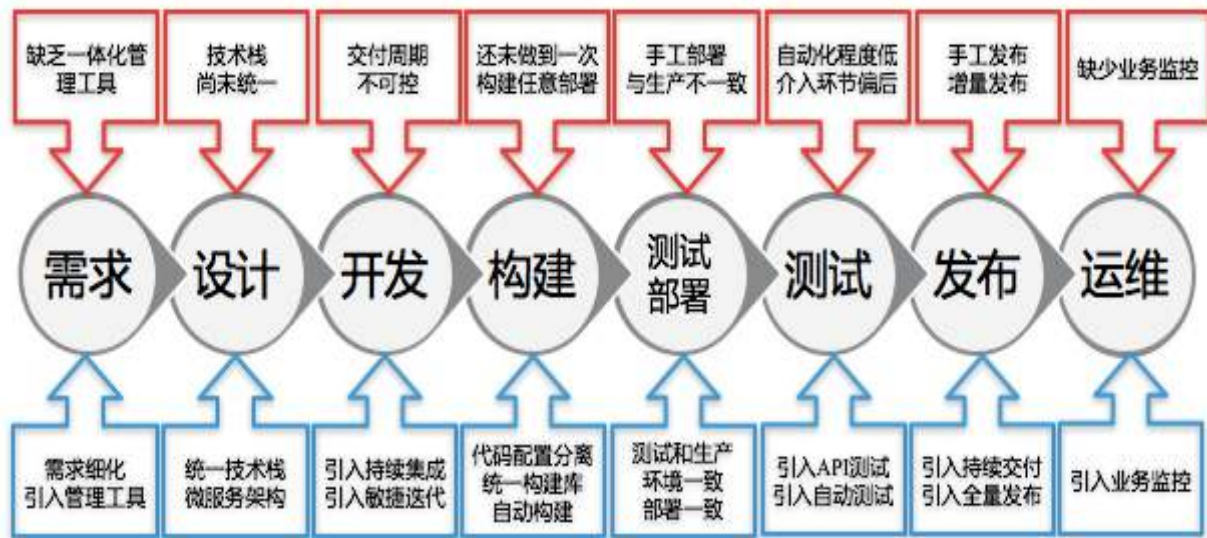 缺乏一体化管
理工具
技术栈
尚未统一
交付周期
不可控
还未做到一次
构建任意部署
手工部署
与生产不一致
自动化程度低
介入环节偏后
手工发布
增量发布
缺少业务监控
需求
设计
开发
构建
测试
部署
测试
发布
运维
需求细化
引入管理工具
统一技术栈
微服务架构
引入持续集成
引入敏捷迭代
代码配置分离
统一构建库
自动构建
测试和生产
环境一致
部署一致
引入API测试
引入自动测试
引入持续交付
引入全量发布
引入业务监控